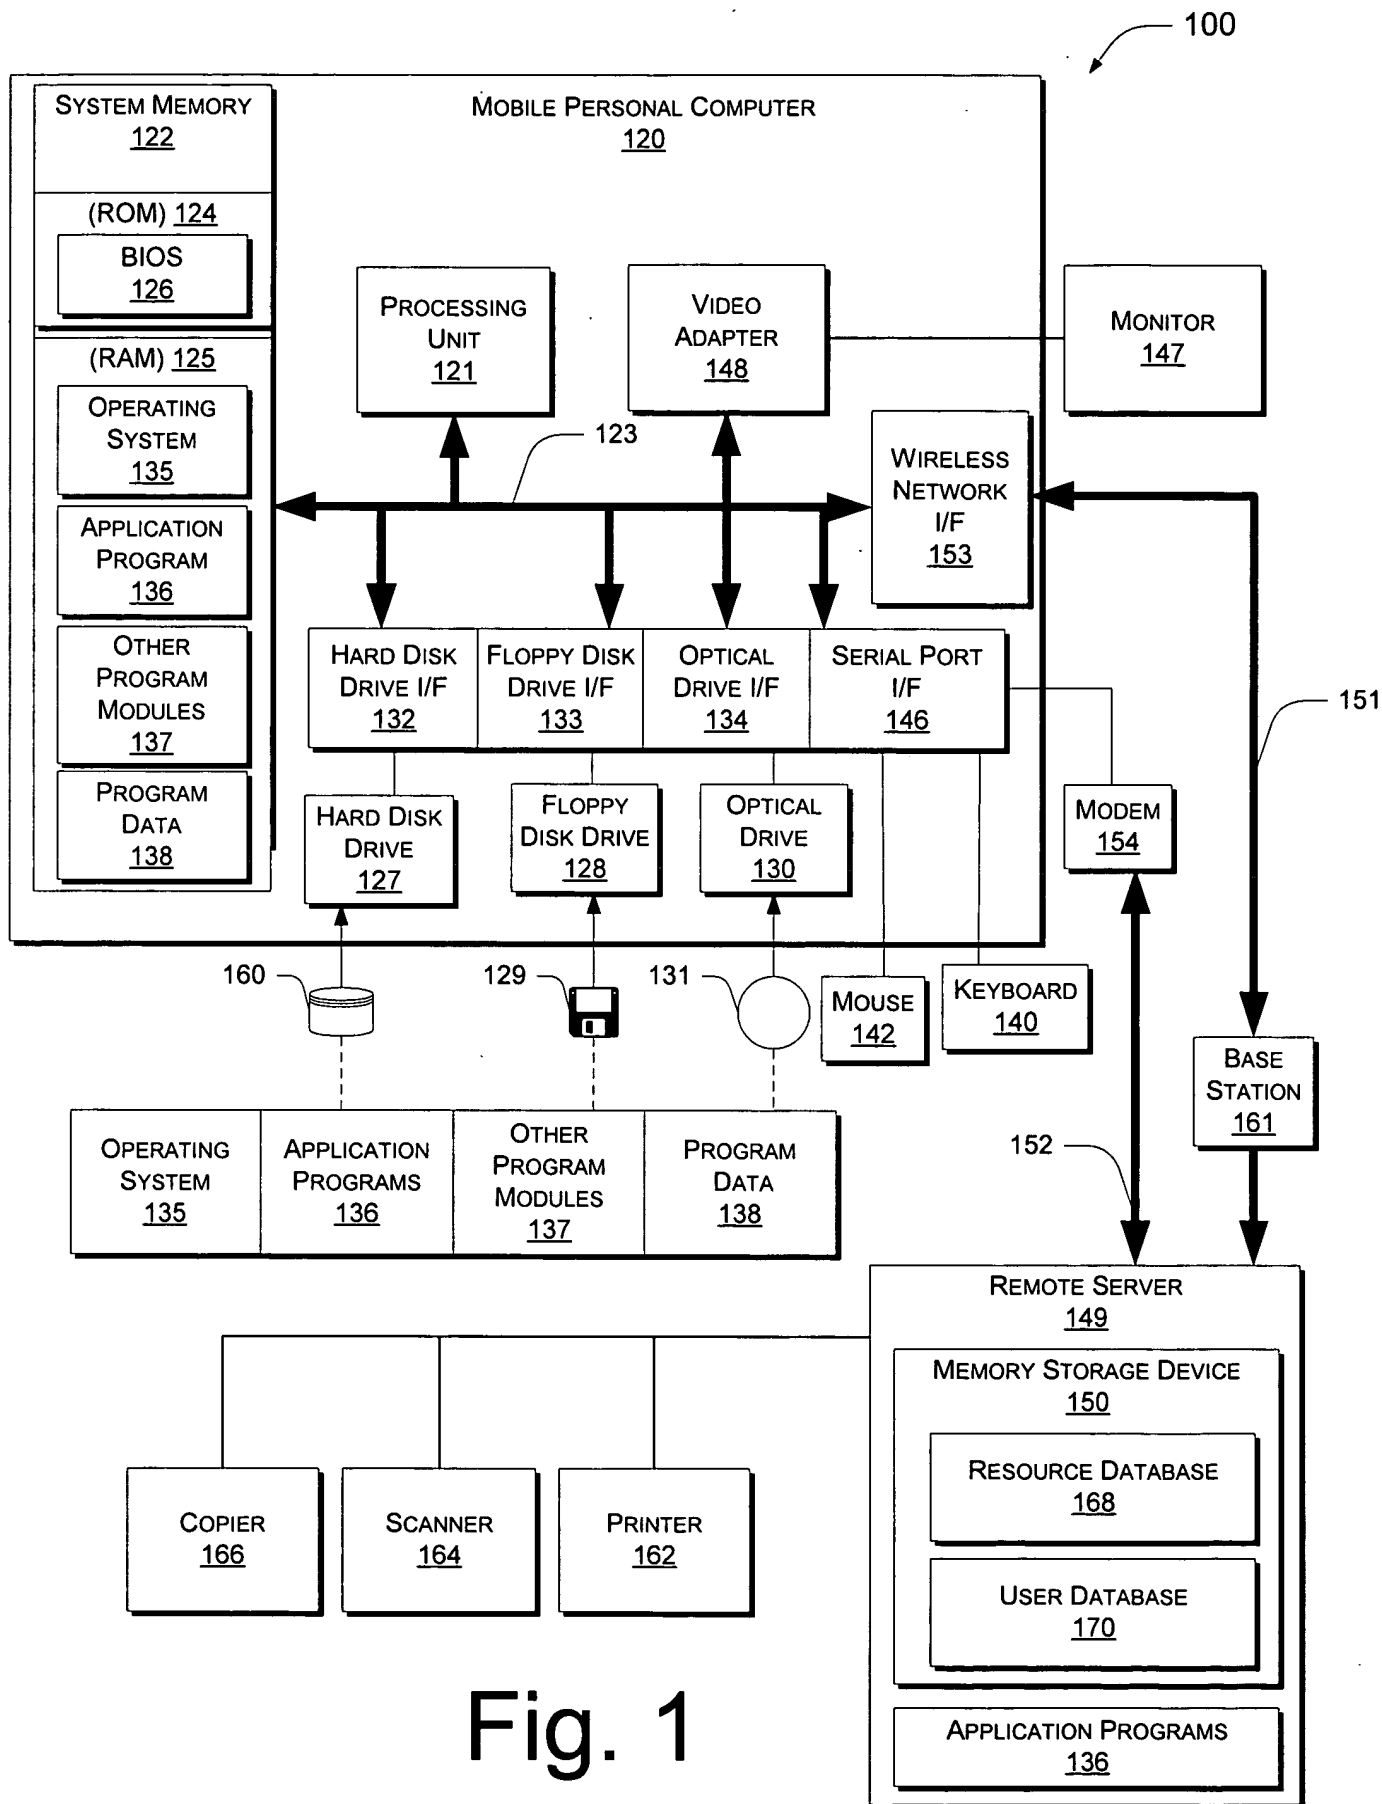 100
SYSTEM MEMORY
122
MOBILE PERSONAL COMPUTER
120
(ROM) 124
BIOS
126
PROCESSING
UNIT
121
VIDEO
ADAPTER
148
MONITOR
147
(RAM) 125
OPERATING
SYSTEM
135
123
WIRELESS
NETWORK
I/F
153
APPLICATION
PROGRAM
136
OTHER
PROGRAM
MODULES
137
HARD DISK
DRIVE I/F
132
FLOPPY DISK
DRIVE I/F
133
OPTICAL
DRIVE I/F
134
SERIAL PORT
I/F
146
151
PROGRAM
DATA
138
HARD DISK
DRIVE
127
FLOPPY
DISK DRIVE
128
OPTICAL
DRIVE
130
MODEM
154
160
129
131
MOUSE
142
KEYBOARD
140
BASE
STATION
161
OPERATING
SYSTEM
135
APPLICATION
PROGRAMS
136
OTHER
PROGRAM
MODULES
137
PROGRAM
DATA
138
152
REMOTE SERVER
149
MEMORY STORAGE DEVICE
150
RESOURCE DATABASE
168
COPIER
166
SCANNER
164
PRINTER
162
USER DATABASE
170
APPLICATION PROGRAMS
136
Fig. 1